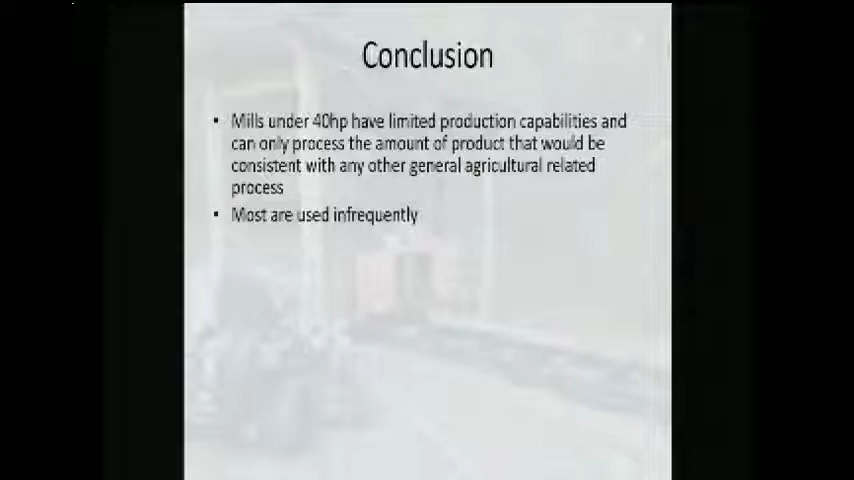 Conclusion
• Mills under 40hp have limited production capabilities and
can only process the amount of product that would be
consistent with any other general agricultural related
process
• Most are used infrequently